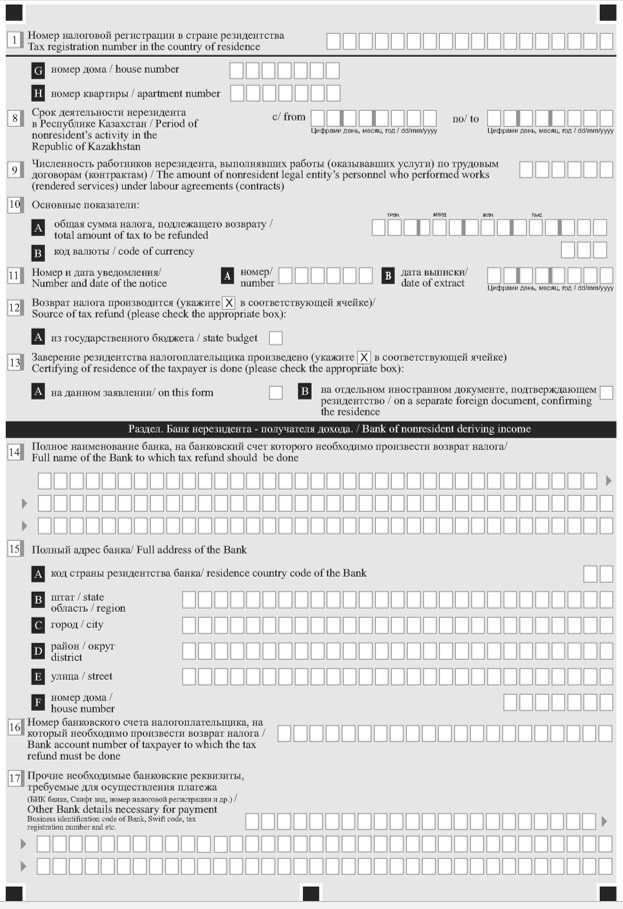 1 Номер налоговой регистрации в стране резидентства
Tax registration number in the country of residence
G номер дома / house number
H номер квартиры / apartment number
8 Срок деятельности нерезидента
в Республике Казахстан / Period of
nonresident's activity in the
Republic of Kazakhstan
с/ from
Цифрами день, месяц, год / dd/mm/yyyy
по/ to
Цифрами день, месяц, год / dd/mm/yyyy
9 Численность работников нерезидента, выполнявших работы (оказывавших услуги) по трудовым
договорам (контрактам) / The amount of nonresident legal entity's personnel who performed works
(rendered services) under labour agreements (contracts)
10 Основные показатели:
A общая сумма налога, подлежащего возврату /
total amount of tax to be refunded
трлн. млрд. млн. тыс.
B код валюты / code of currency
11 Номер и дата уведомления/
Number and date of the notice
A номер/
number
B дата выписки/
date of extract
Цифрами день, месяц, год / dd/mm/yyyy
12 Возврат налога производится (укажите X в соответствующей ячейке)/
Source of tax refund (please check the appropriate box):
A из государственного бюджета / state budget
13 Заверение резидентства налогоплательщика произведено (укажите X в соответствующей ячейке)
Certifying of residence of the taxpayer is done (please check the appropriate box):
A на данном заявлении/ on this form
B на отдельном иностранном документе, подтверждающем
резидентство / on a separate foreign document, confirming
the residence
Раздел. Банк нерезидента - получателя дохода. / Bank of nonresident deriving income
14 Полное наименование банка, на банковский счет которого необходимо произвести возврат налога/
Full name of the Bank to which tax refund should be done
15 Полный адрес банка/ Full address of the Bank
A код страны резидентства банка/ residence country code of the Bank
B штат / state
область / region
C город / city
D район / округ
district
E улица / street
F номер дома /
house number
16 Номер банковского счета налогоплательщика, на
который необходимо произвести возврат налога /
Bank account number of taxpayer to which the tax
refund must be done
17 Прочие необходимые банковские реквизиты,
требуемые для осуществления платежа
(БИК банка, Свифт код, номер налоговой регистрации и др.) /
Other Bank details necessary for payment
Business identification code of Bank, Swift code, tax
registration number and etc.